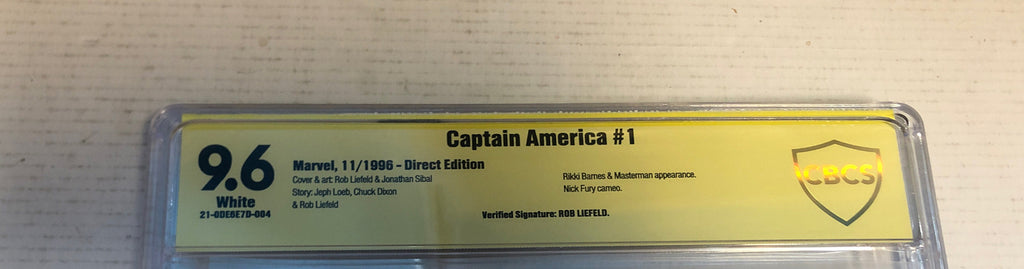 Captain America #1
9.6
White
21-0DE6E7D-004
Marvel, 11/1996 - Direct Edition
Cover & art: Rob Liefeld & Jonathan Sibal
Story: Jeph Loeb, Chuck Dixon
& Rob Liefeld
Riikki Barnes & Masterman appearance.
Nick Fury cameo.
Verified Signature: ROB LIEFELD.
CBCS